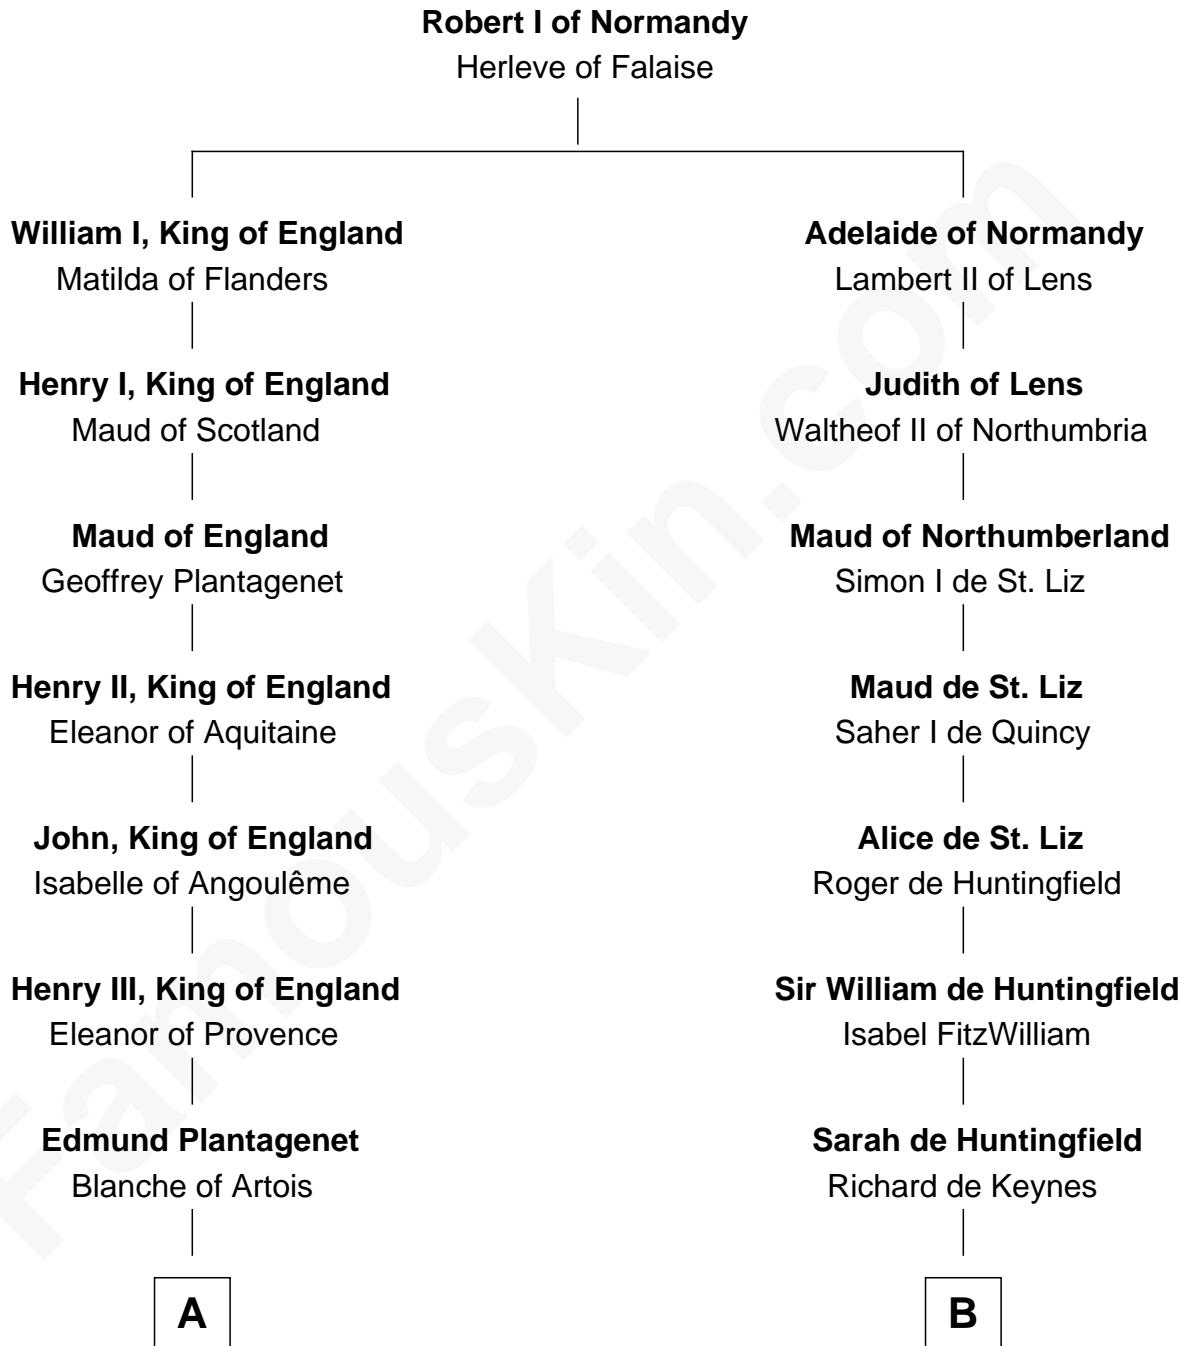 Robert I of Normandy
Herleve of Falaise
William I, King of England
Matilda of Flanders
Henry I, King of England
Maud of Scotland
Maud of England
Geoffrey Plantagenet
Henry II, King of England
Eleanor of Aquitaine
John, King of England
Isabelle of Angoulême
Henry III, King of England
Eleanor of Provence
Edmund Plantagenet
Blanche of Artois
A
Adelaide of Normandy
Lambert II of Lens
Judith of Lens
Waltheof II of Northumbria
Maud of Northumberland
Simon I de St. Liz
Maud de St. Liz
Saher I de Quincy
Alice de St. Liz
Roger de Huntingfield
Sir William de Huntingfield
Isabel FitzWilliam
Sarah de Huntingfield
Richard de Keynes
B
FamousKin.com